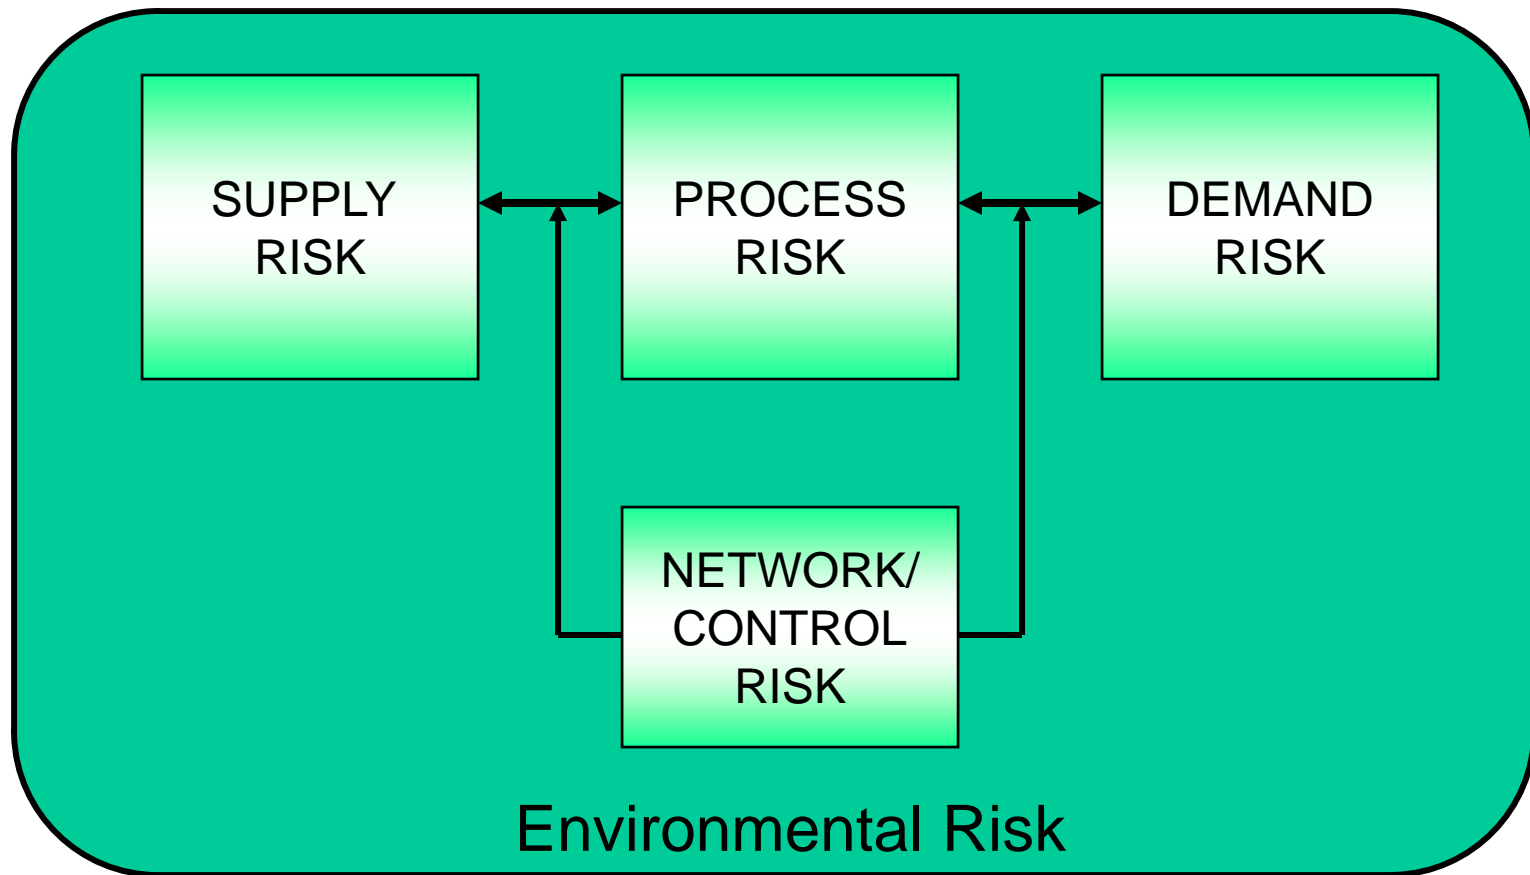 SUPPLY
RISK
PROCESS
RISK
DEMAND
RISK
NETWORK/
CONTROL
RISK
Environmental Risk